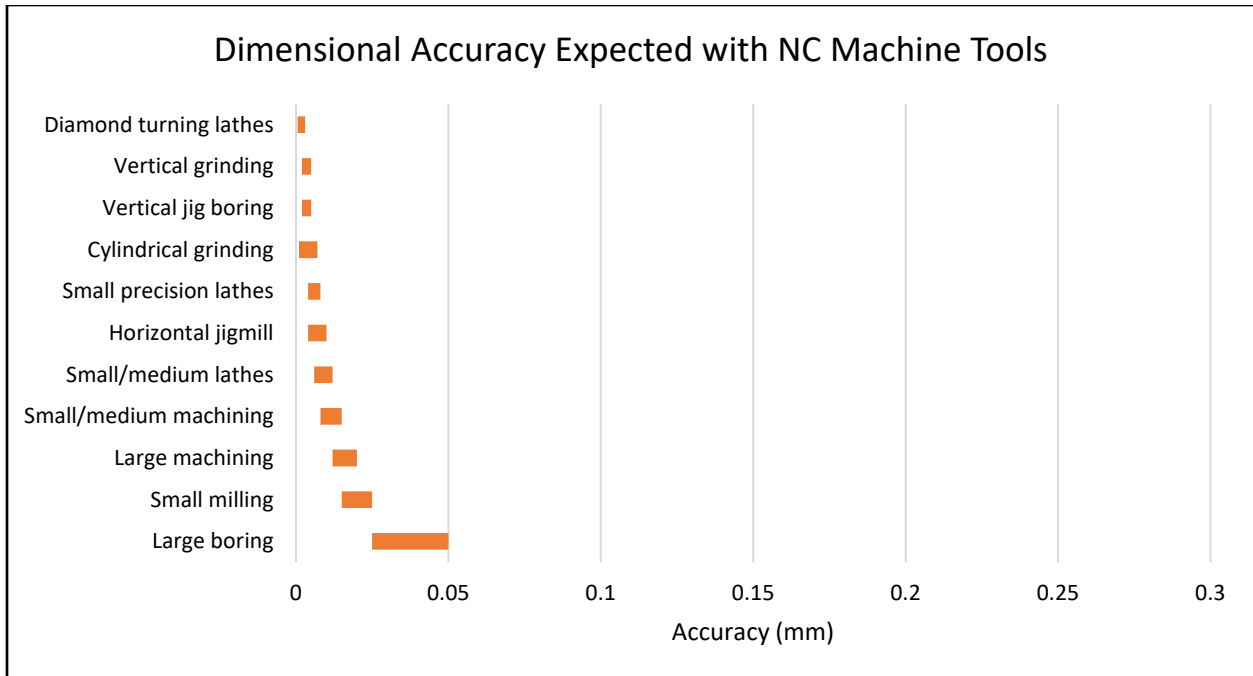 Dimensional Accuracy Expected with NC Machine Tools
Diamond turning lathes
Vertical grinding
Vertical jig boring
Cylindrical grinding
Small precision lathes
Horizontal jigmill
Small/medium lathes
Small/medium machining
Large machining
Small milling
Large boring
0 0.05 0.1 0.15 0.2 0.25 0.3
Accuracy (mm)